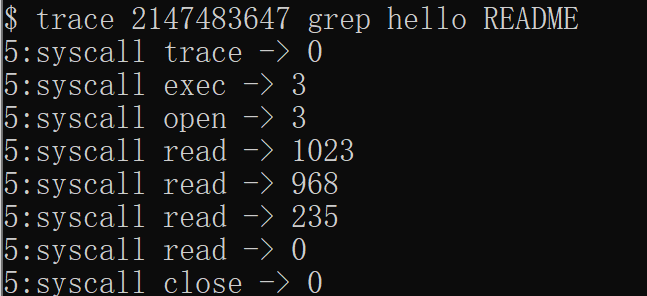 $ trace 2147483647 grep hello README
5:syscall trace -> 0
5:syscall exec -> 3
5:syscall open -> 3
5:syscall read -> 1023
5:syscall read -> 968
5:syscall read -> 235
5:syscall read -> 0
5:syscall close -> 0